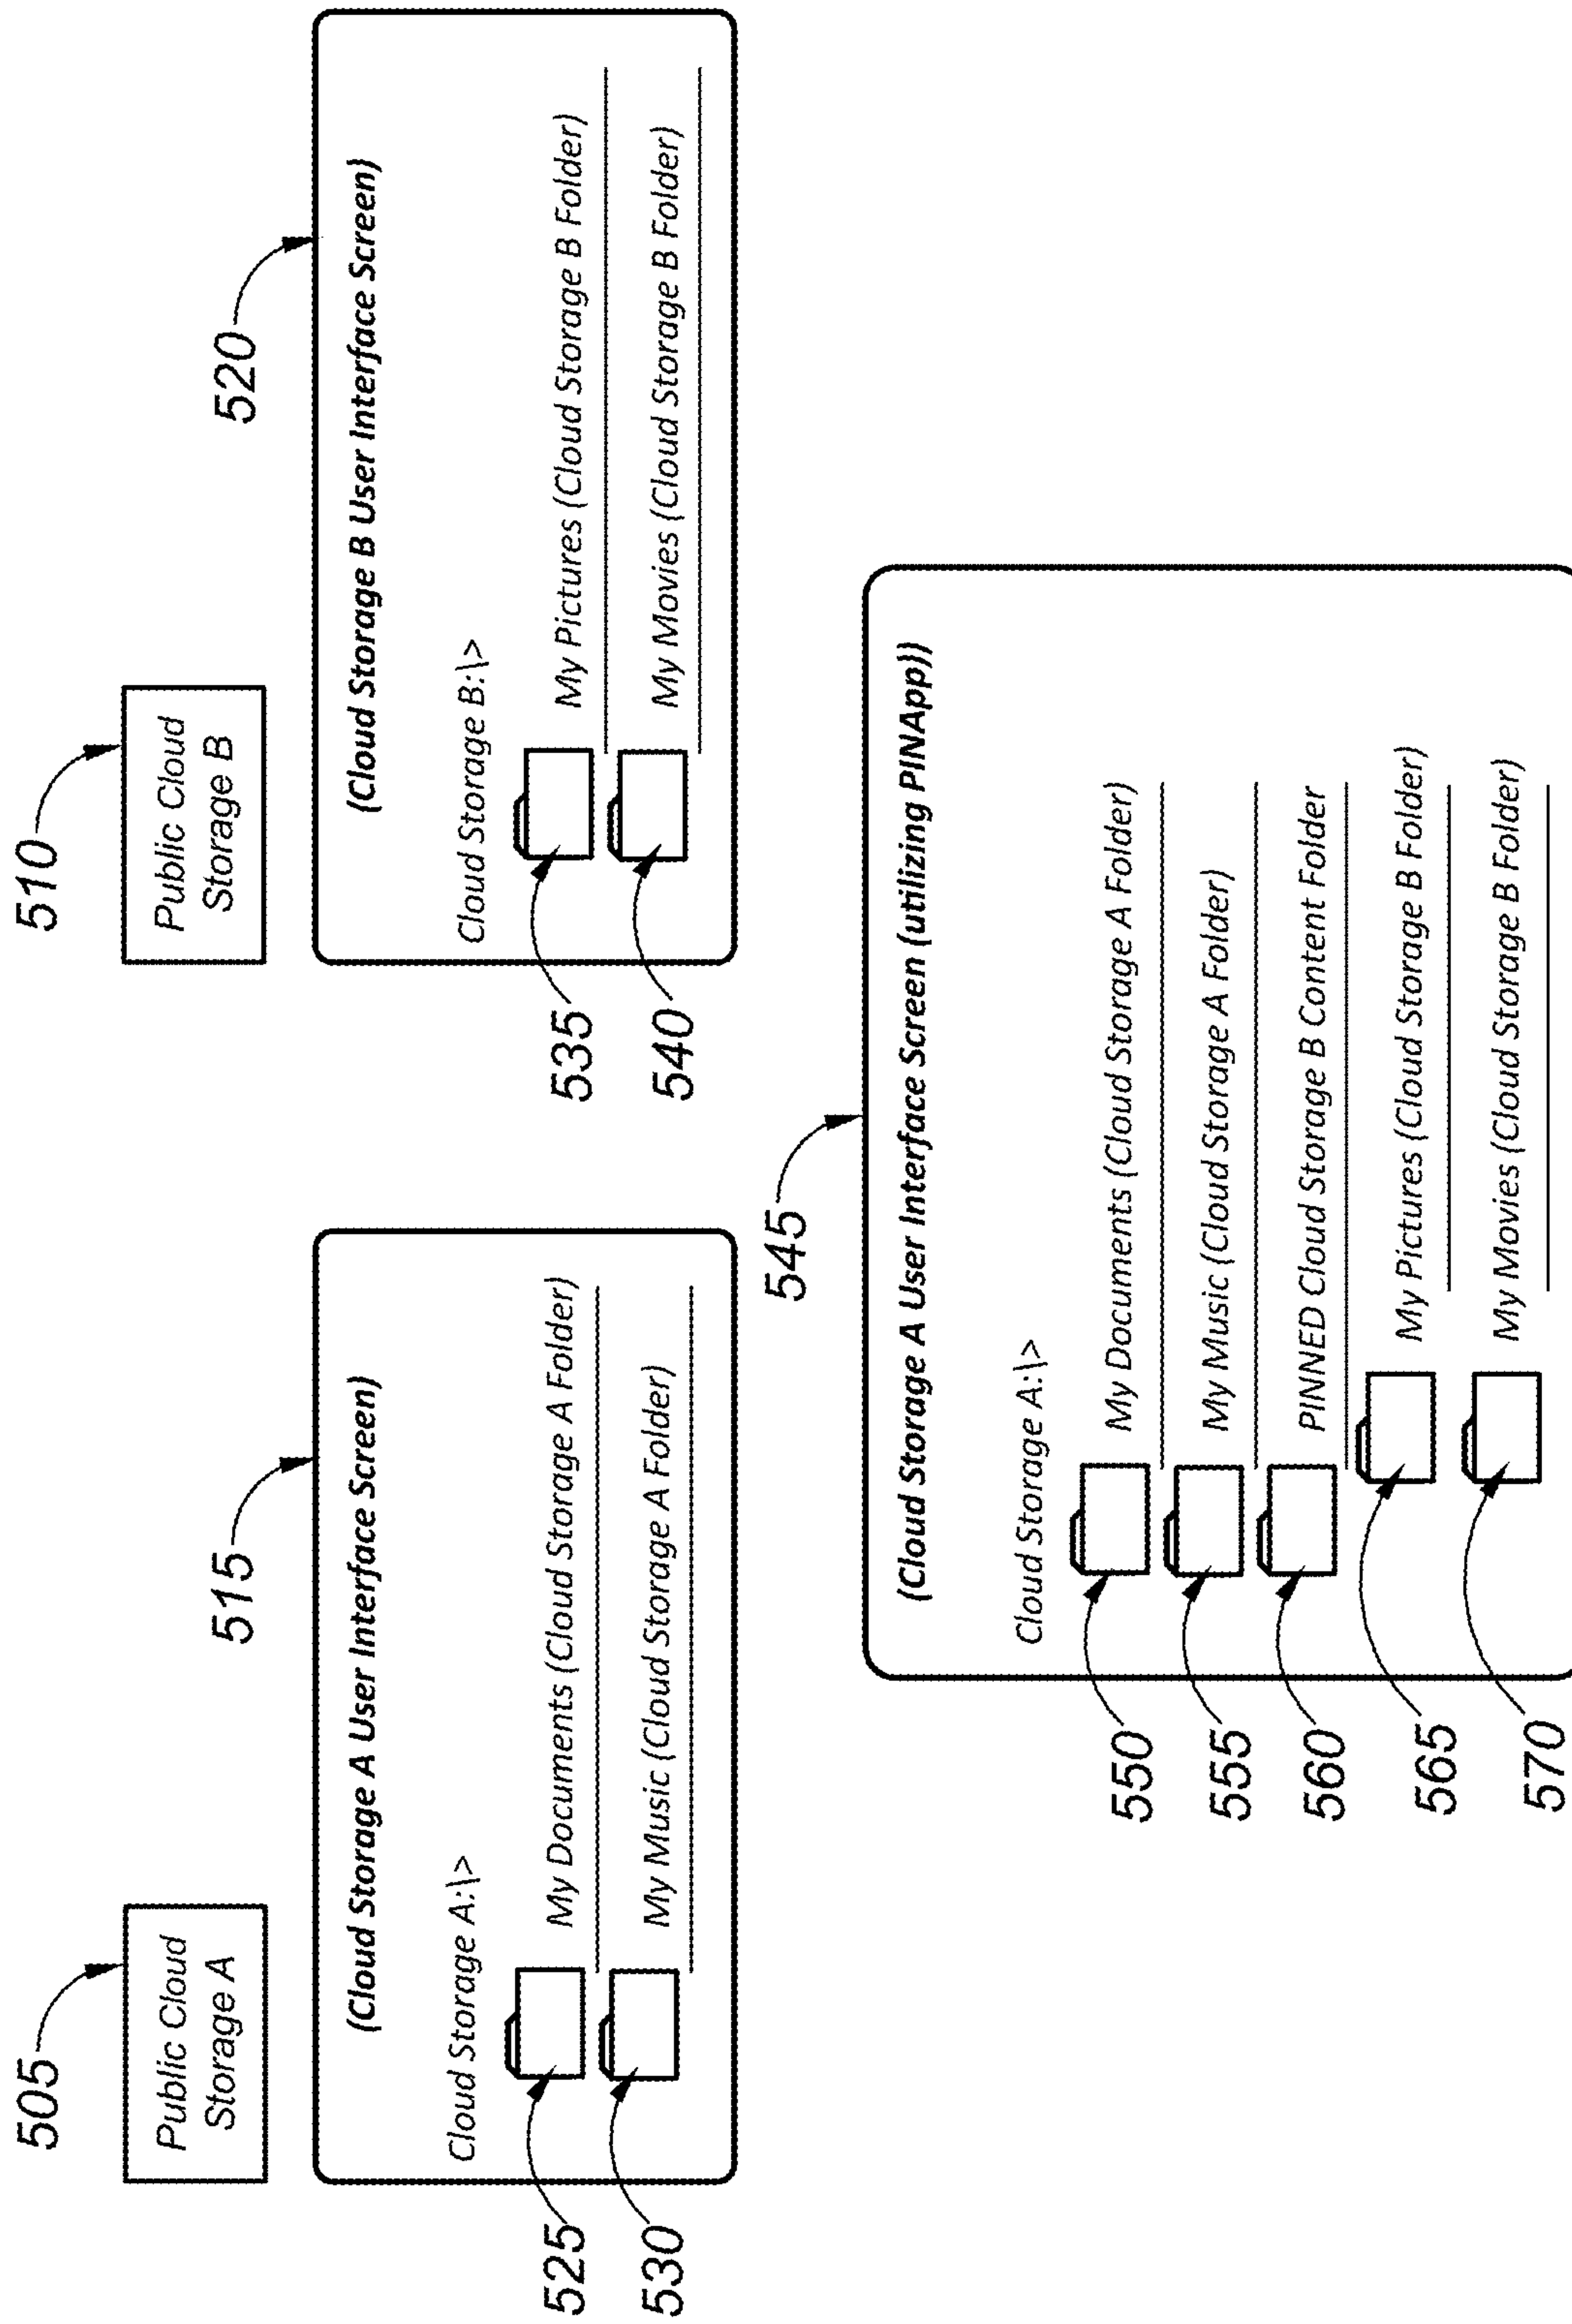 505
Public Cloud
Storage A
515
(Cloud Storage A User Interface Screen)
Cloud Storage A:\>
525
My Documents (Cloud Storage A Folder)
530
My Music (Cloud Storage A Folder)
510
Public Cloud
Storage B
520
(Cloud Storage B User Interface Screen)
Cloud Storage B:\>
535
My Pictures (Cloud Storage B Folder)
540
My Movies (Cloud Storage B Folder)
545
(Cloud Storage A User Interface Screen (utilizing PINApp))
Cloud Storage A:\>
550
My Documents (Cloud Storage A Folder)
555
My Music (Cloud Storage A Folder)
560
PINNED Cloud Storage B Content Folder
565
My Pictures (Cloud Storage B Folder)
570
My Movies (Cloud Storage B Folder)